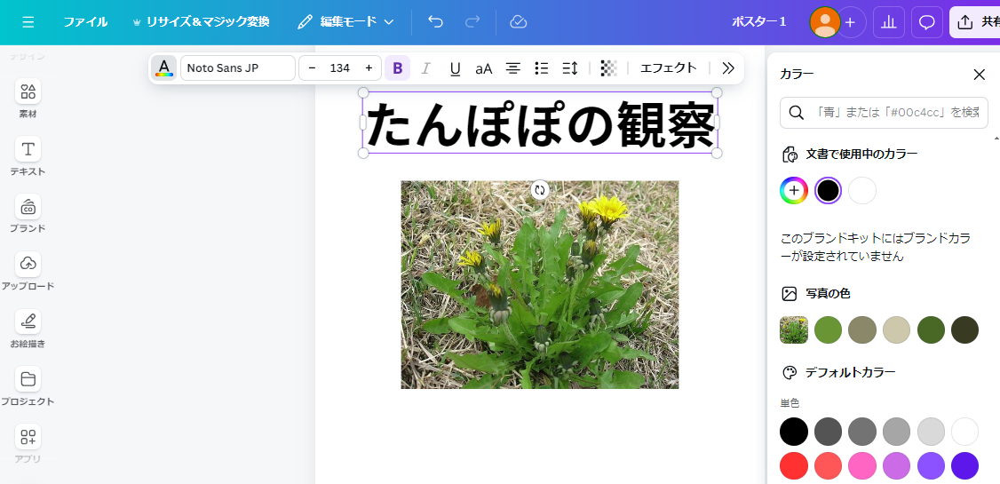 ファイル
リサイズ&マジック変換
編集モード
ポスター1
共有
デザイン
素材
テキスト
ブランド
アップロード
お絵描き
プロジェクト
アプリ
A
Noto Sans JP
– 134 +
B
I
U
aA
エフェクト
たんぽぽの観察
カラー
「青」または「#00c4cc」を検索
文書で使用中のカラー
このブランドキットにはブランドカラ
ーが設定されていません
写真の色
デフォルトカラー
単色